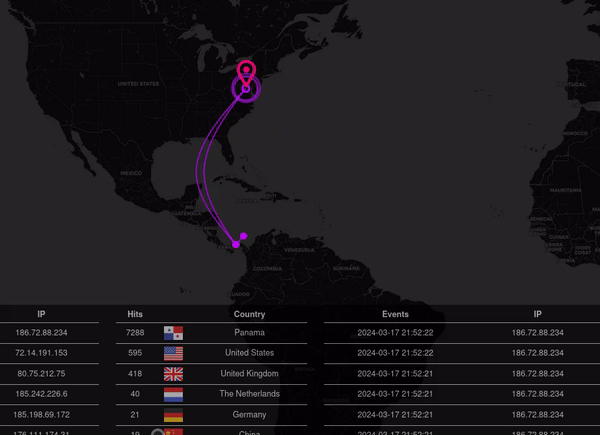 UNITED STATES
PORTUGAL
MOROCCO
MEXICO
MAURITANIA
GUATEMALA
SENEGAL
VENEZUELA
COLOMBIA
SURINAME
IP Hits Country Events IP
186.72.88.234 7288 Panama 2024-03-17 21:52:22 186.72.88.234
72.14.191.153 595 United States 2024-03-17 21:52:22 186.72.88.234
80.75.212.75 418 United Kingdom 2024-03-17 21:52:21 186.72.88.234
185.242.226.6 40 The Netherlands 2024-03-17 21:52:21 186.72.88.234
185.198.69.172 21 Germany 2024-03-17 21:52:21 186.72.88.234
176.111.174.31 19 China 2024-03-17 21:52:21 186.72.88.234